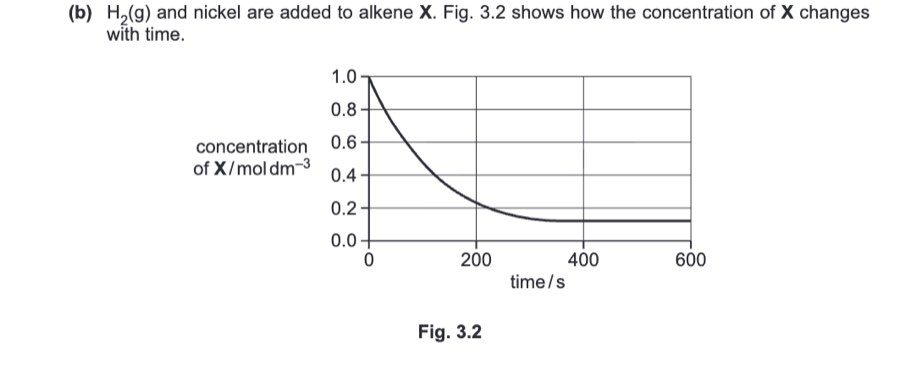 (b) H₂(g) and nickel are added to alkene X. Fig. 3.2 shows how the concentration of X changes
with time.
1.0
0.8
0.6
0.4
0.2
0.0
concentration
of X / mol dm⁻³
0 200 400 600
time / s
Fig. 3.2